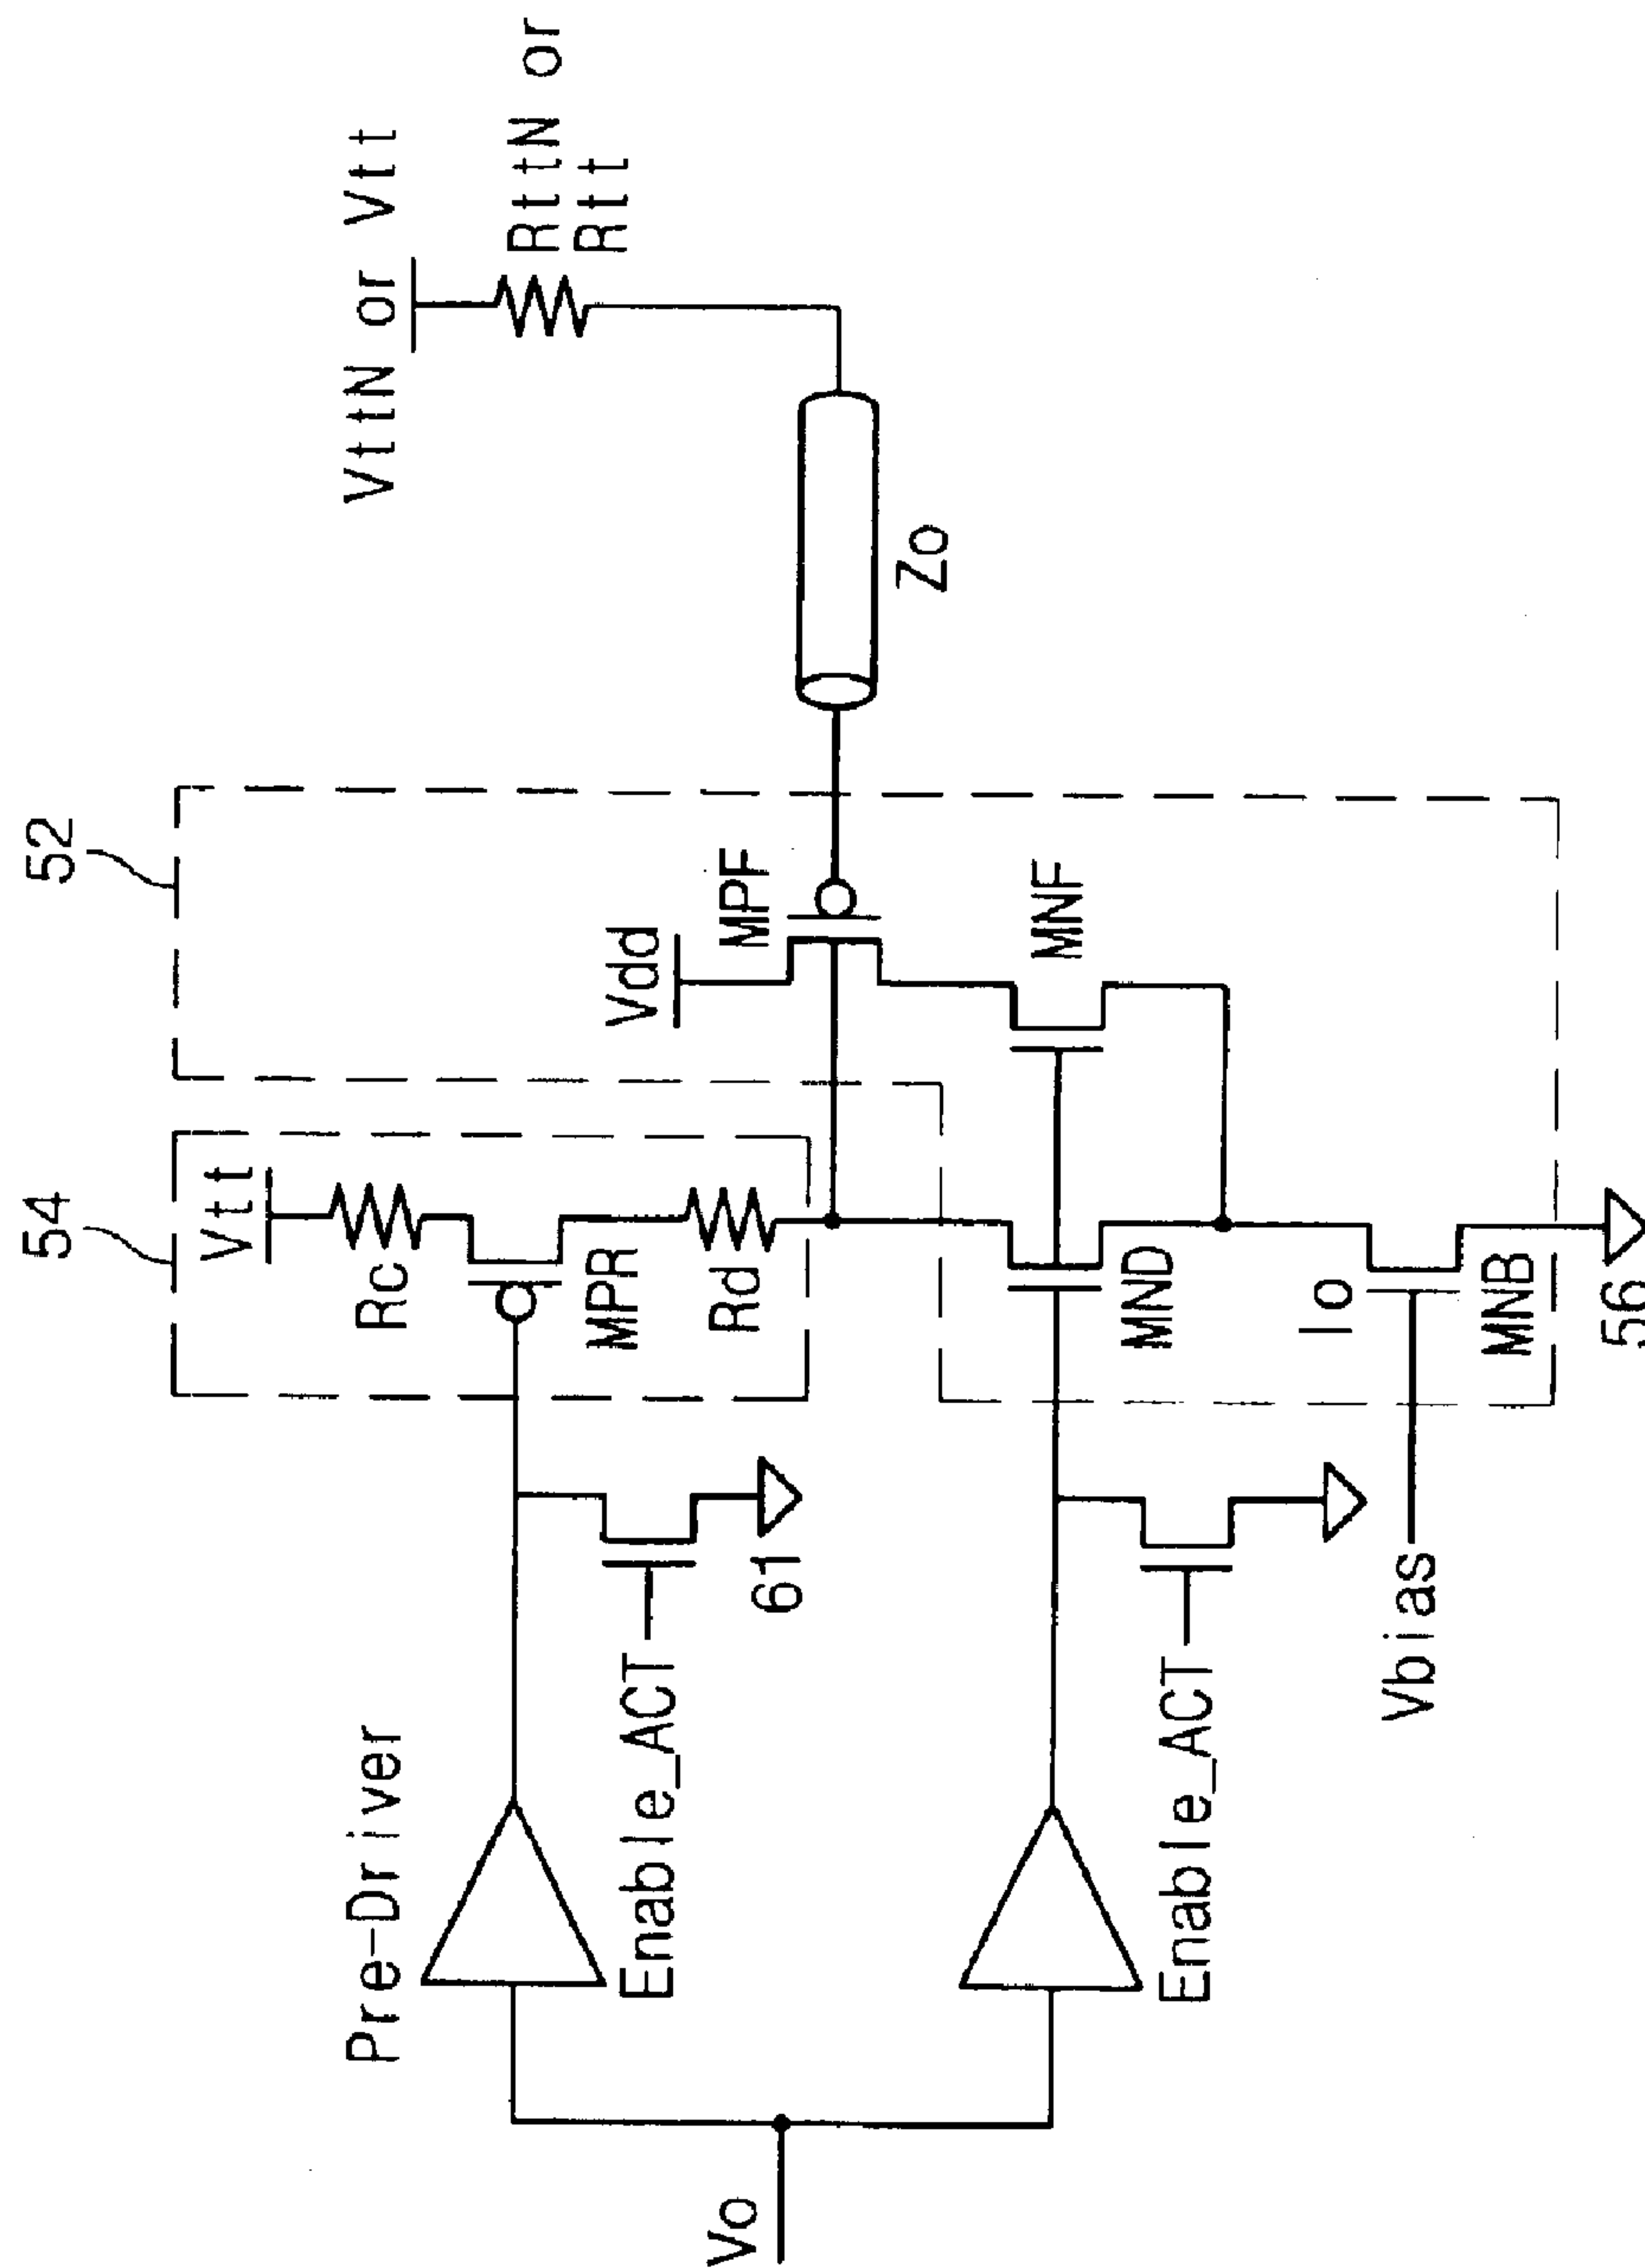 52
54
VttN or Vtt
RttN or
Rtt
Vtt
Rc
MPR
Rd
Vdd
MPF
MNF
Zo
Pre-Driver
Enable_ACT
61
Vo
MND
Io
MNB
56
Enable_ACT
Vbias